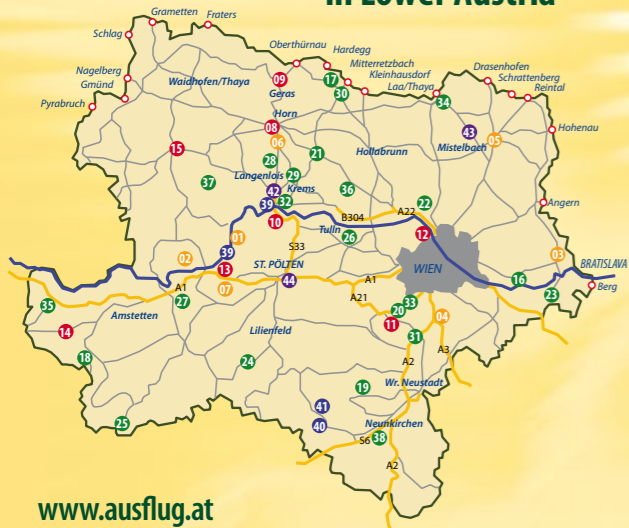 in Lower Austria
Grametten
Fraters
Schlag
Oberthürnau
Hardegg
Mitterretzbach
Kleinhausdorf
Laa/Thaya
Drasenhofen
Schrattenberg
Reintal
Nagelberg
Gmünd
Pyrabruch
Waidhofen/Thaya
09
Geras
17
30
34
Hohenau
08
Horn
06
43
Mistelbach
05
15
28
21
Hollabrunn
37
Langenlois
29
42
Krems
36
39
32
22
Angern
10
B304
A22
01
Tulln
26
12
02
39
S33
03
BRATISLAVA
13
ST. PÖLTEN
WIEN
16
Berg
A1
07
44
A1
23
35
27
A21
20
33
04
14
Amstetten
11
18
Lilienfeld
31
A3
24
A2
19
Wr. Neustadt
41
25
40
Neunkirchen
S6
38
A2
www.ausflug.at